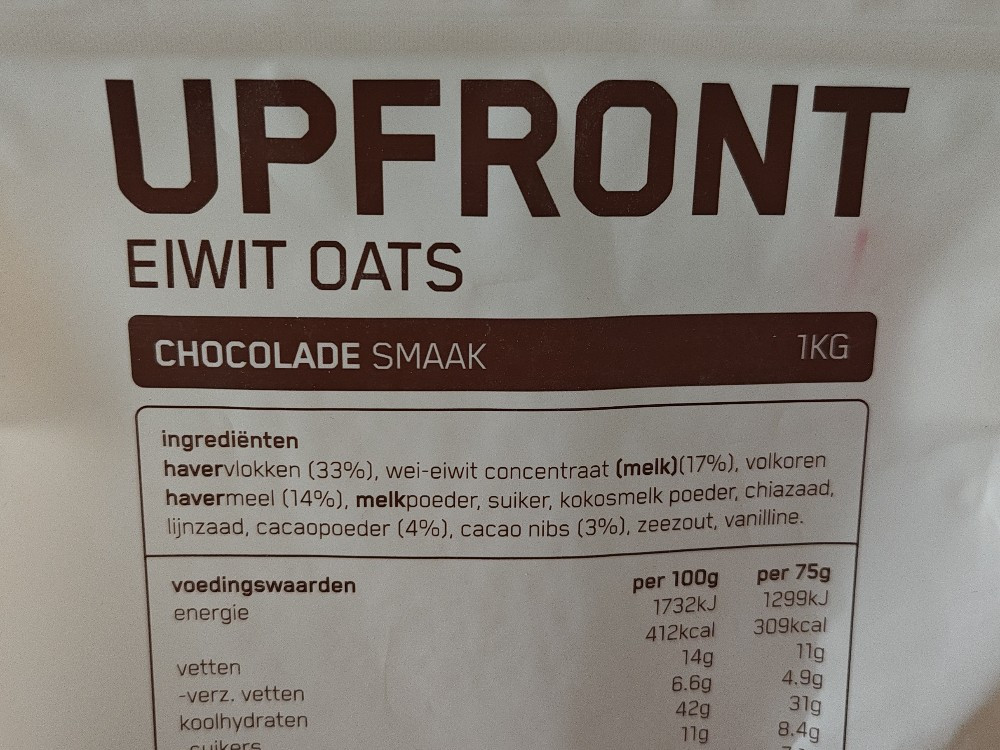 UPFRONT
EIWIT OATS
CHOCOLADE SMAAK 1KG
ingrediënten
havervlokken (33%), wei-eiwit concentraat (melk)(17%), volkoren
havermeel (14%), melkpoeder, suiker, kokosmelk poeder, chiazaad,
lijnzaad, cacaopoeder (4%), cacao nibs (3%), zeezout, vanilline.
voedingswaarden per 100g per 75g
energie 1732kJ 1299kJ
412kcal 309kcal
vetten 14g 11g
-verz. vetten 6.6g 4.9g
koolhydraten 42g 31g
suikers 11g 8.4g